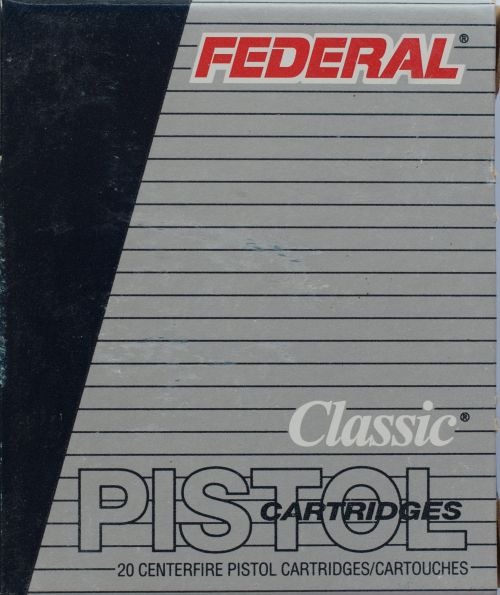 FEDERAL®
Classic®
PISTOL
CARTRIDGES
20 CENTERFIRE PISTOL CARTRIDGES/CARTOUCHES